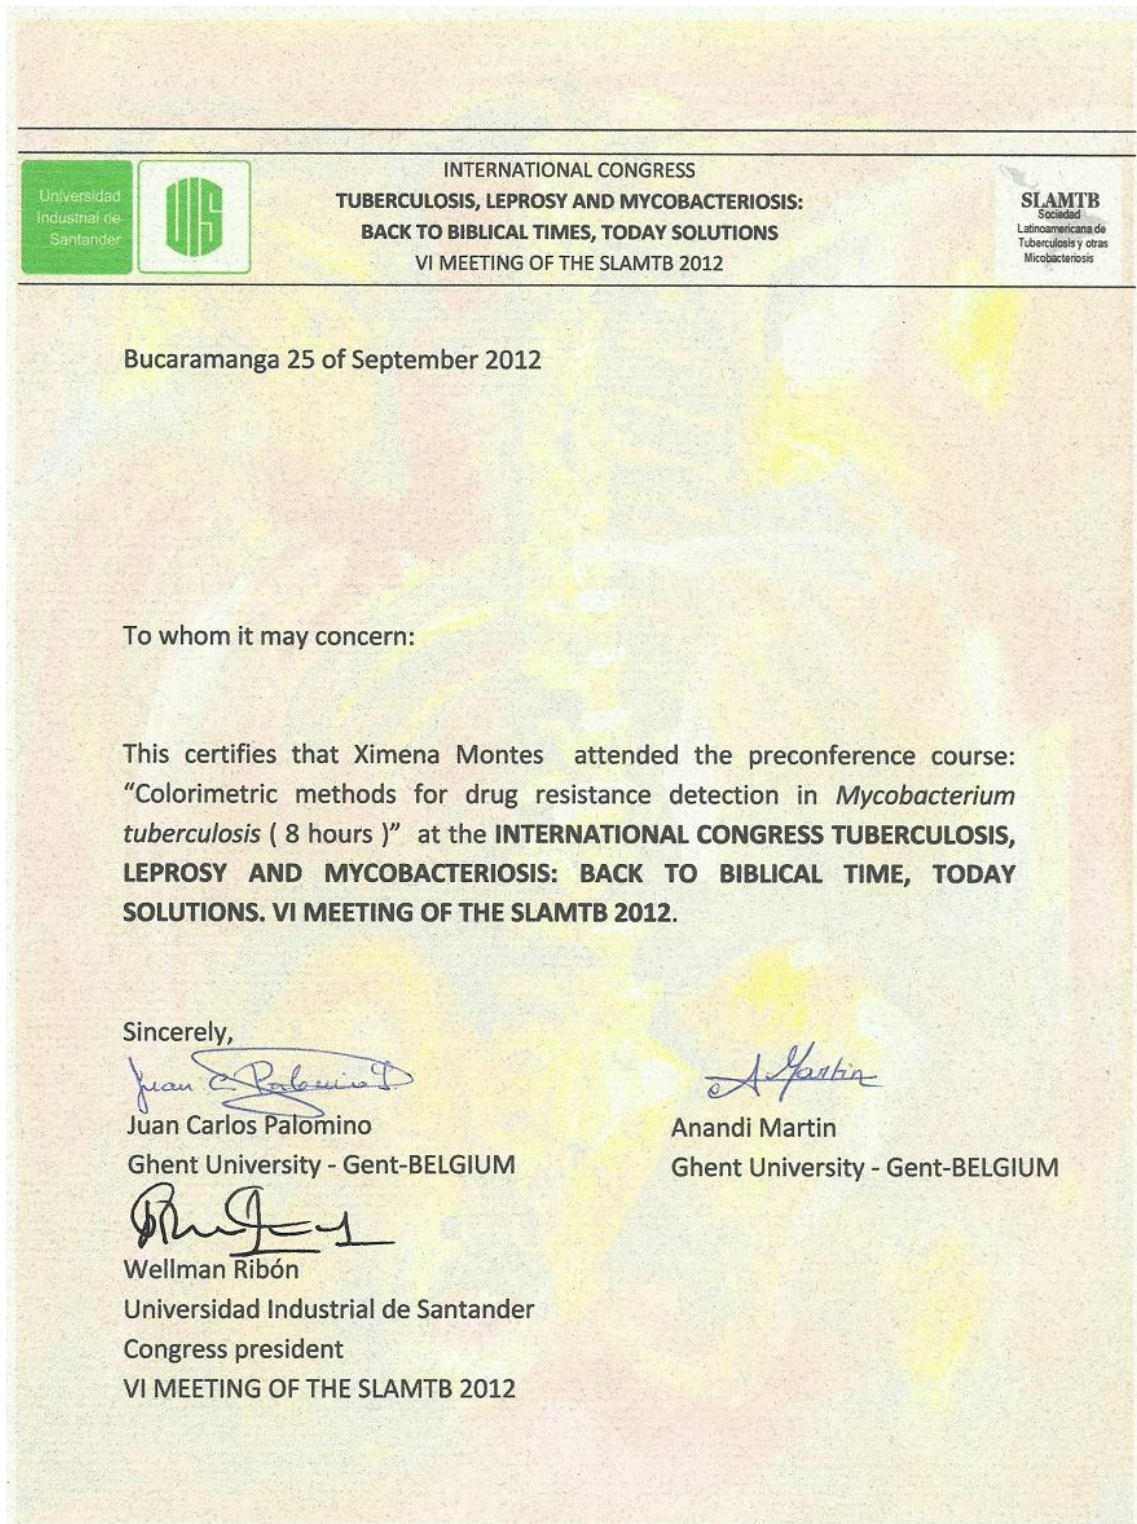 Universidad
Industrial de
Santander
UIS
INTERNATIONAL CONGRESS
TUBERCULOSIS, LEPROSY AND MYCOBACTERIOSIS:
BACK TO BIBLICAL TIMES, TODAY SOLUTIONS
VI MEETING OF THE SLAMTB 2012
SLAMTB
Sociedad
Latinoamericana de
Tuberculosis y otras
Micobacteriosis
Bucaramanga 25 of September 2012
To whom it may concern:
This certifies that Ximena Montes attended the preconference course:
“Colorimetric methods for drug resistance detection in Mycobacterium
tuberculosis ( 8 hours )” at the INTERNATIONAL CONGRESS TUBERCULOSIS,
LEPROSY AND MYCOBACTERIOSIS: BACK TO BIBLICAL TIME, TODAY
SOLUTIONS. VI MEETING OF THE SLAMTB 2012.
Sincerely,
Juan C. Palomino
A Martin
Juan Carlos Palomino
Anandi Martin
Ghent University - Gent-BELGIUM
Ghent University - Gent-BELGIUM
Wellman Ribón
Universidad Industrial de Santander
Congress president
VI MEETING OF THE SLAMTB 2012